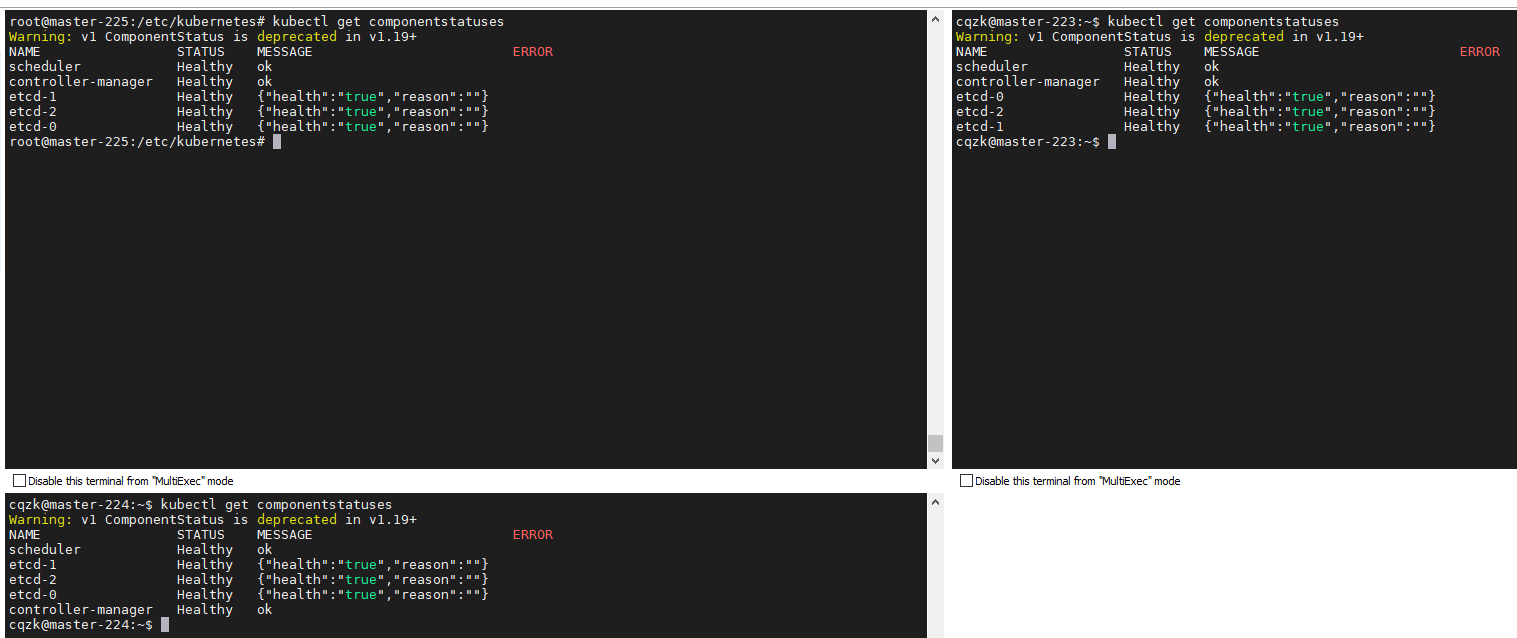 root@master-225:/etc/kubernetes# kubectl get componentstatuses
Warning: v1 ComponentStatus is deprecated in v1.19+
NAME STATUS MESSAGE ERROR
scheduler Healthy ok
controller-manager Healthy ok
etcd-1 Healthy {"health":"true","reason":""}
etcd-2 Healthy {"health":"true","reason":""}
etcd-0 Healthy {"health":"true","reason":""}
root@master-225:/etc/kubernetes#
Disable this terminal from "MultiExec" mode
cqzk@master-223:~$ kubectl get componentstatuses
Warning: v1 ComponentStatus is deprecated in v1.19+
NAME STATUS MESSAGE ERROR
scheduler Healthy ok
controller-manager Healthy ok
etcd-0 Healthy {"health":"true","reason":""}
etcd-2 Healthy {"health":"true","reason":""}
etcd-1 Healthy {"health":"true","reason":""}
cqzk@master-223:~$
Disable this terminal from "MultiExec" mode
cqzk@master-224:~$ kubectl get componentstatuses
Warning: v1 ComponentStatus is deprecated in v1.19+
NAME STATUS MESSAGE ERROR
scheduler Healthy ok
etcd-1 Healthy {"health":"true","reason":""}
etcd-2 Healthy {"health":"true","reason":""}
etcd-0 Healthy {"health":"true","reason":""}
controller-manager Healthy ok
cqzk@master-224:~$